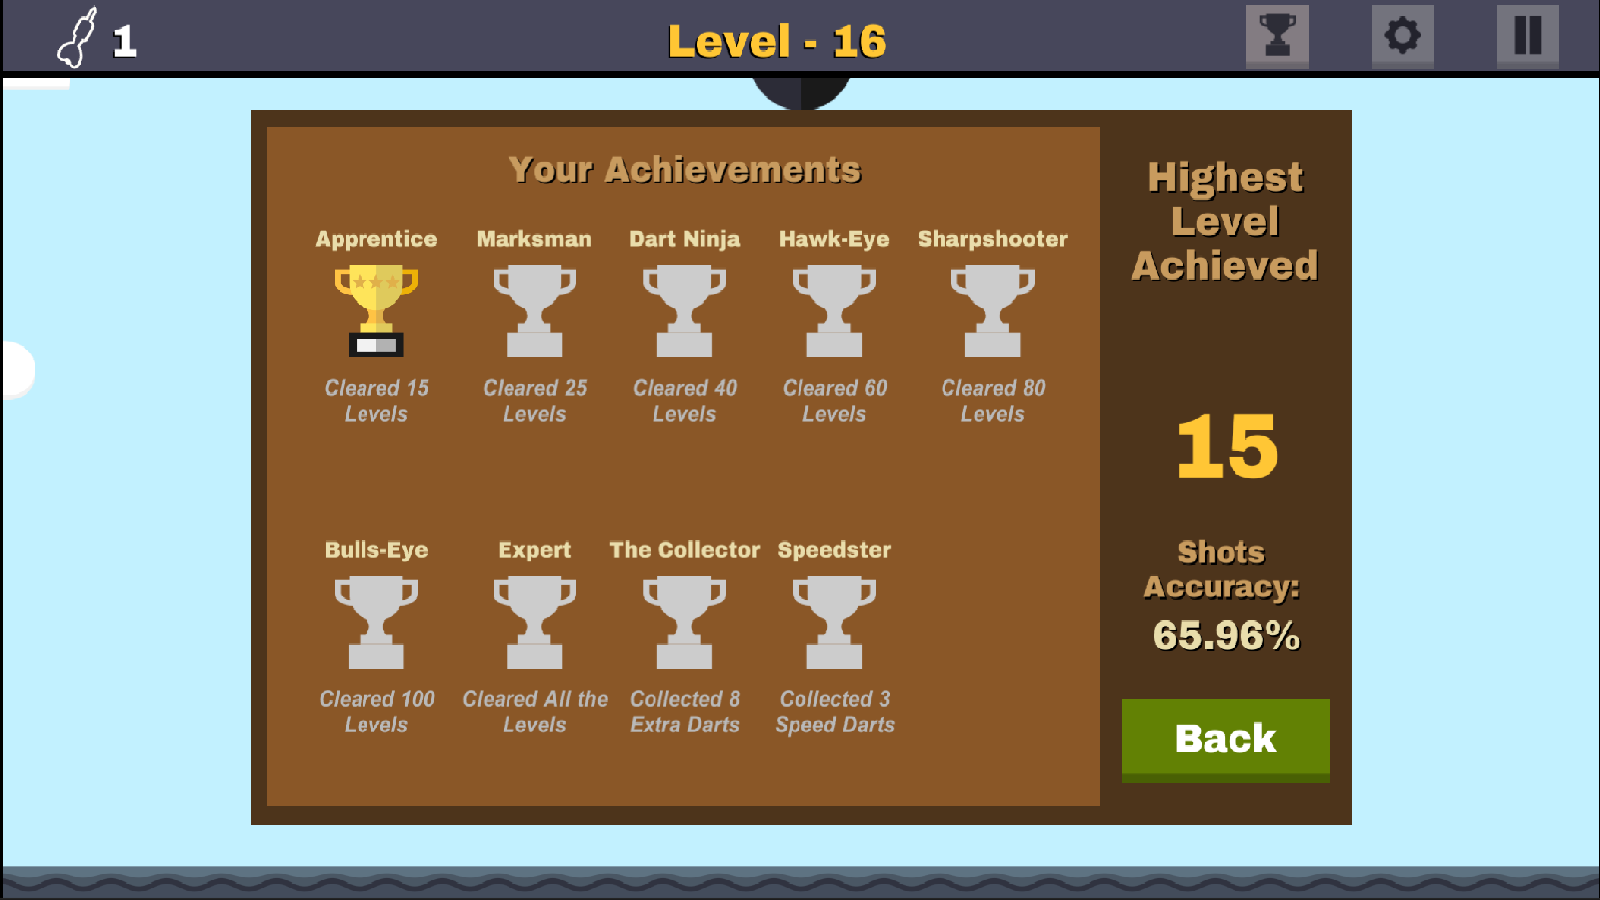 1
Level - 16
Your Achievements
Highest
Level
Achieved
Apprentice
Marksman
Dart Ninja
Hawk-Eye
Sharpshooter
Cleared 15
Levels
Cleared 25
Levels
Cleared 40
Levels
Cleared 60
Levels
Cleared 80
Levels
15
Bulls-Eye
Expert
The Collector
Speedster
Cleared 100
Levels
Cleared All the
Levels
Collected 8
Extra Darts
Collected 3
Speed Darts
Shots
Accuracy:
65.96%
Back